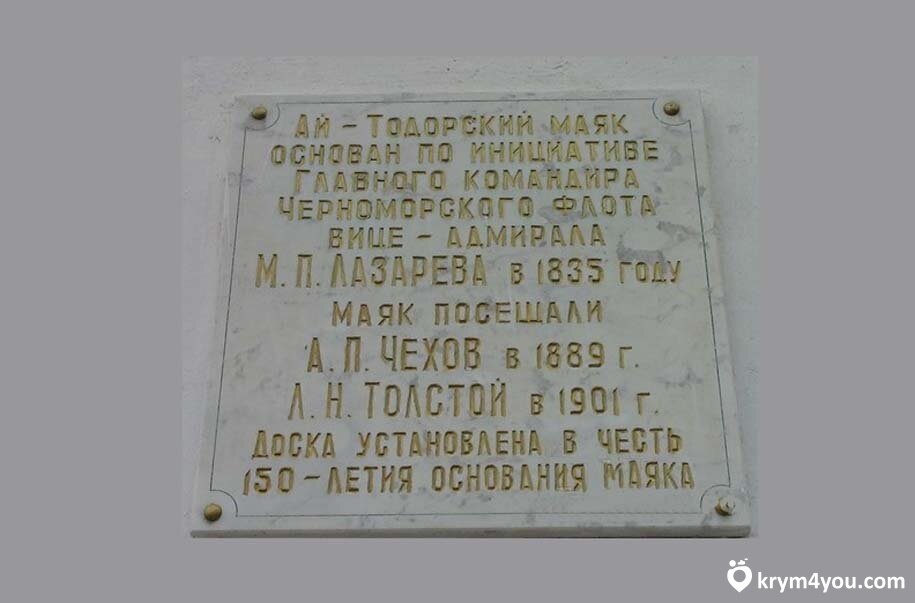 Ай – Тодорский маяк
основан по инициативе
Главного командира
Черноморского флота
вице – адмирала
М. П. ЛАЗАРЕВА в 1835 году
маяк посещали
А. П. ЧЕХОВ в 1889 г.
Л. Н. ТОЛСТОЙ в 1901 г.
Доска установлена в честь
150 – летия основания маяка
krym4you.com